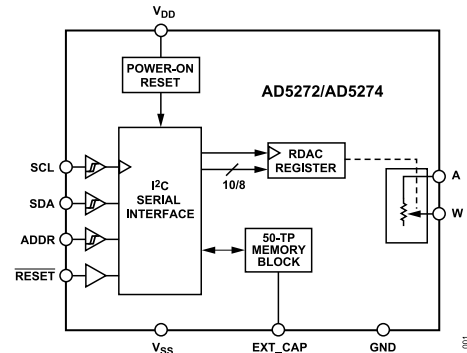 VDD
POWER-ON
RESET
AD5272/AD5274
SCL
SDA
ADDR
RESET
I2C
SERIAL
INTERFACE
10/8
RDAC
REGISTER
A
W
50-TP
MEMORY
BLOCK
VSS
EXT_CAP
GND
001